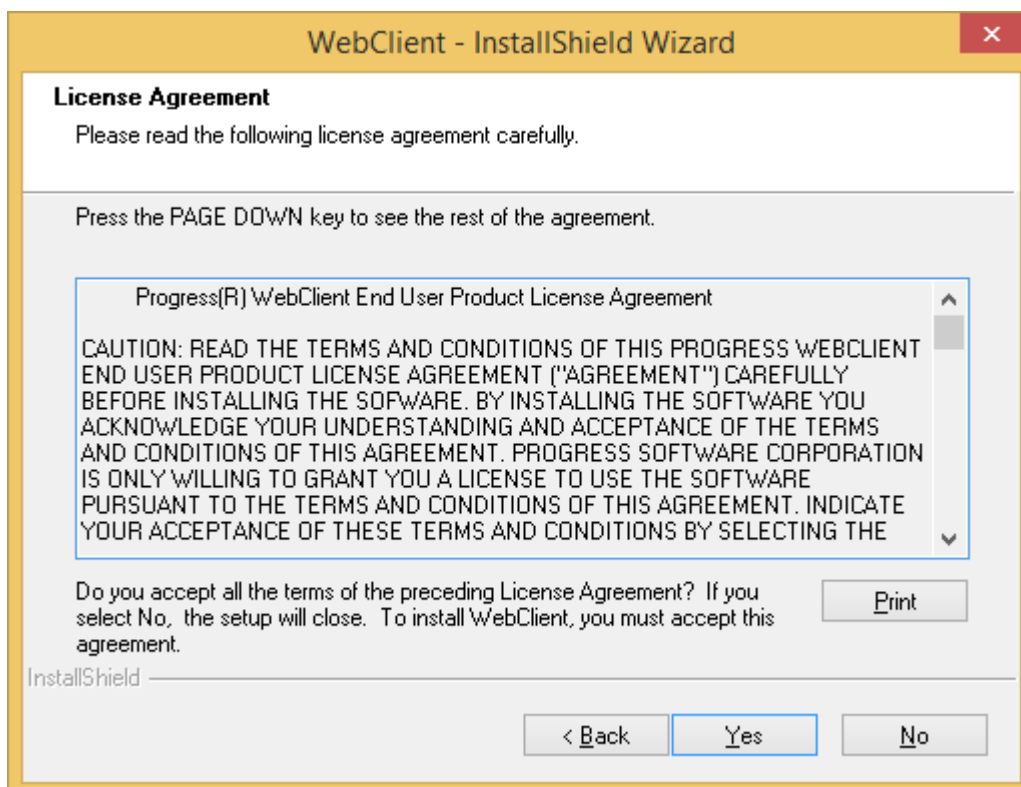 WebClient - InstallShield Wizard
License Agreement
Please read the following license agreement carefully.
Press the PAGE DOWN key to see the rest of the agreement.
Progress(R) WebClient End User Product License Agreement
CAUTION: READ THE TERMS AND CONDITIONS OF THIS PROGRESS WEBCLIENT
END USER PRODUCT LICENSE AGREEMENT ("AGREEMENT") CAREFULLY
BEFORE INSTALLING THE SOFWARE. BY INSTALLING THE SOFTWARE YOU
ACKNOWLEDGE YOUR UNDERSTANDING AND ACCEPTANCE OF THE TERMS
AND CONDITIONS OF THIS AGREEMENT. PROGRESS SOFTWARE CORPORATION
IS ONLY WILLING TO GRANT YOU A LICENSE TO USE THE SOFTWARE
PURSUANT TO THE TERMS AND CONDITIONS OF THIS AGREEMENT. INDICATE
YOUR ACCEPTANCE OF THESE TERMS AND CONDITIONS BY SELECTING THE
Do you accept all the terms of the preceding License Agreement?  If you
select No,  the setup will close.  To install WebClient, you must accept this
agreement.
Print
InstallShield
< Back
Yes
No